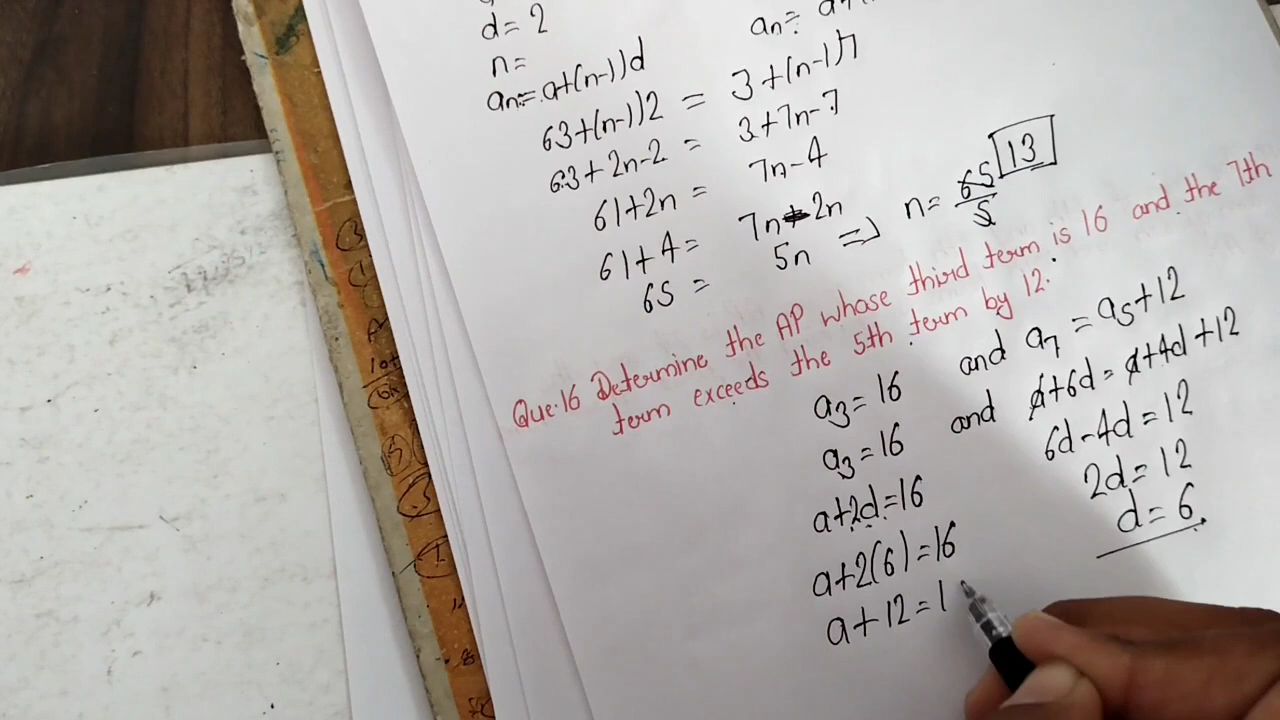 d = 2
n =
an = a+(n-1)d
an =
63+(n-1)2 = 3+(n-1)7
63+2n-2 = 3+7n-7
61+2n = 7n-4
61+4 = 7n-2n
65 = 5n => n = 65/5 13
Que.16 Determine the AP whose third term is 16 and the 7th
term exceeds the 5th term by 12.
a3 = 16 and a7 = a5+12
a3 = 16 and a+6d = a+4d+12
a+2d = 16 6d-4d = 12
a+2(6) = 16 2d = 12
a+12 = 1 d = 6